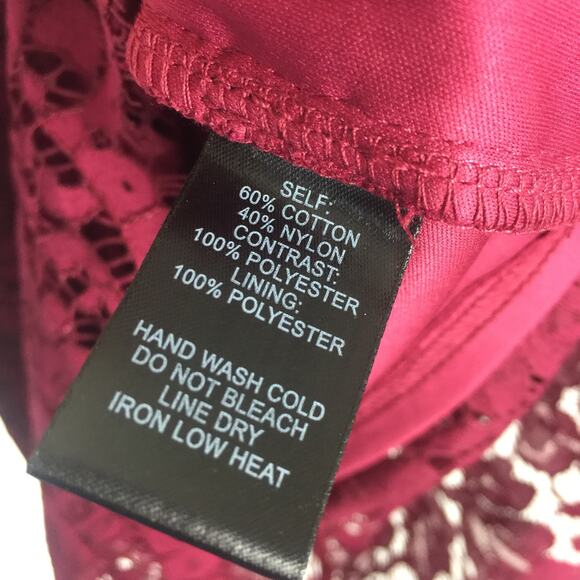 SELF:
60% COTTON
40% NYLON
CONTRAST:
100% POLYESTER
LINING:
100% POLYESTER
HAND WASH COLD
DO NOT BLEACH
LINE DRY
IRON LOW HEAT